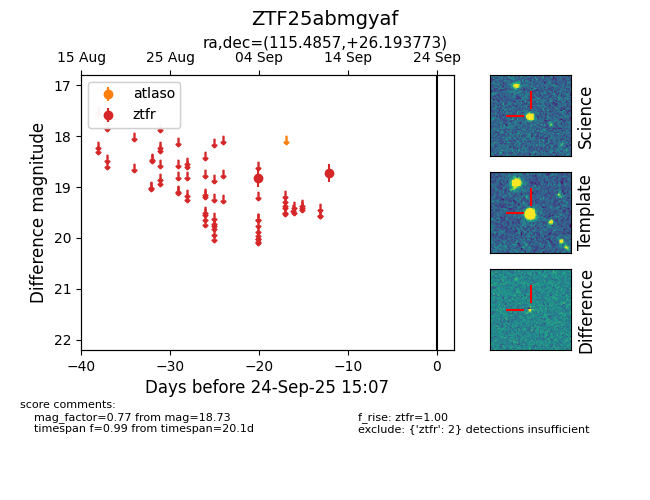 ZTF25abmgyaf
ra,dec=(115.4857,+26.193773)
15 Aug
25 Aug
04 Sep
14 Sep
24 Sep
17
18
19
20
21
22
Difference magnitude
atlaso
ztfr
−40
−30
−20
−10
0
Days before 24-Sep-25 15:07
Science
Template
Difference
score comments:
mag_factor=0.77 from mag=18.73
timespan f=0.99 from timespan=20.1d
f_rise: ztfr=1.00
exclude: {'ztfr': 2} detections insufficient